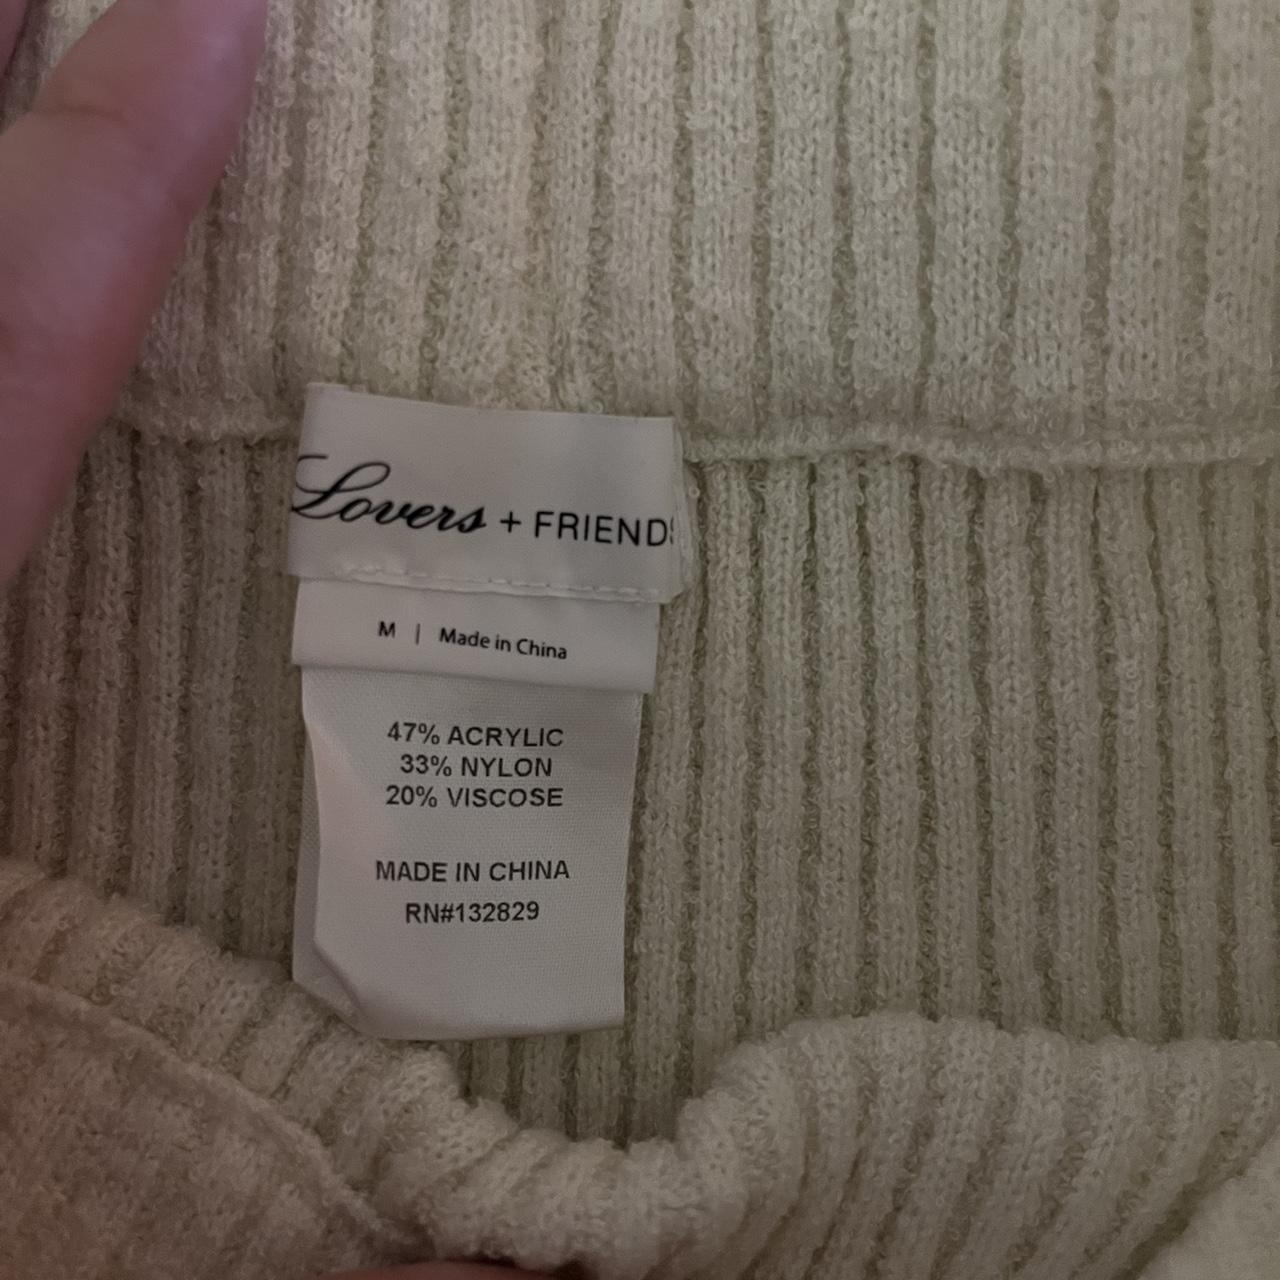 Lovers + FRIENDS
M | Made in China
47% ACRYLIC
33% NYLON
20% VISCOSE
MADE IN CHINA
RN#132829